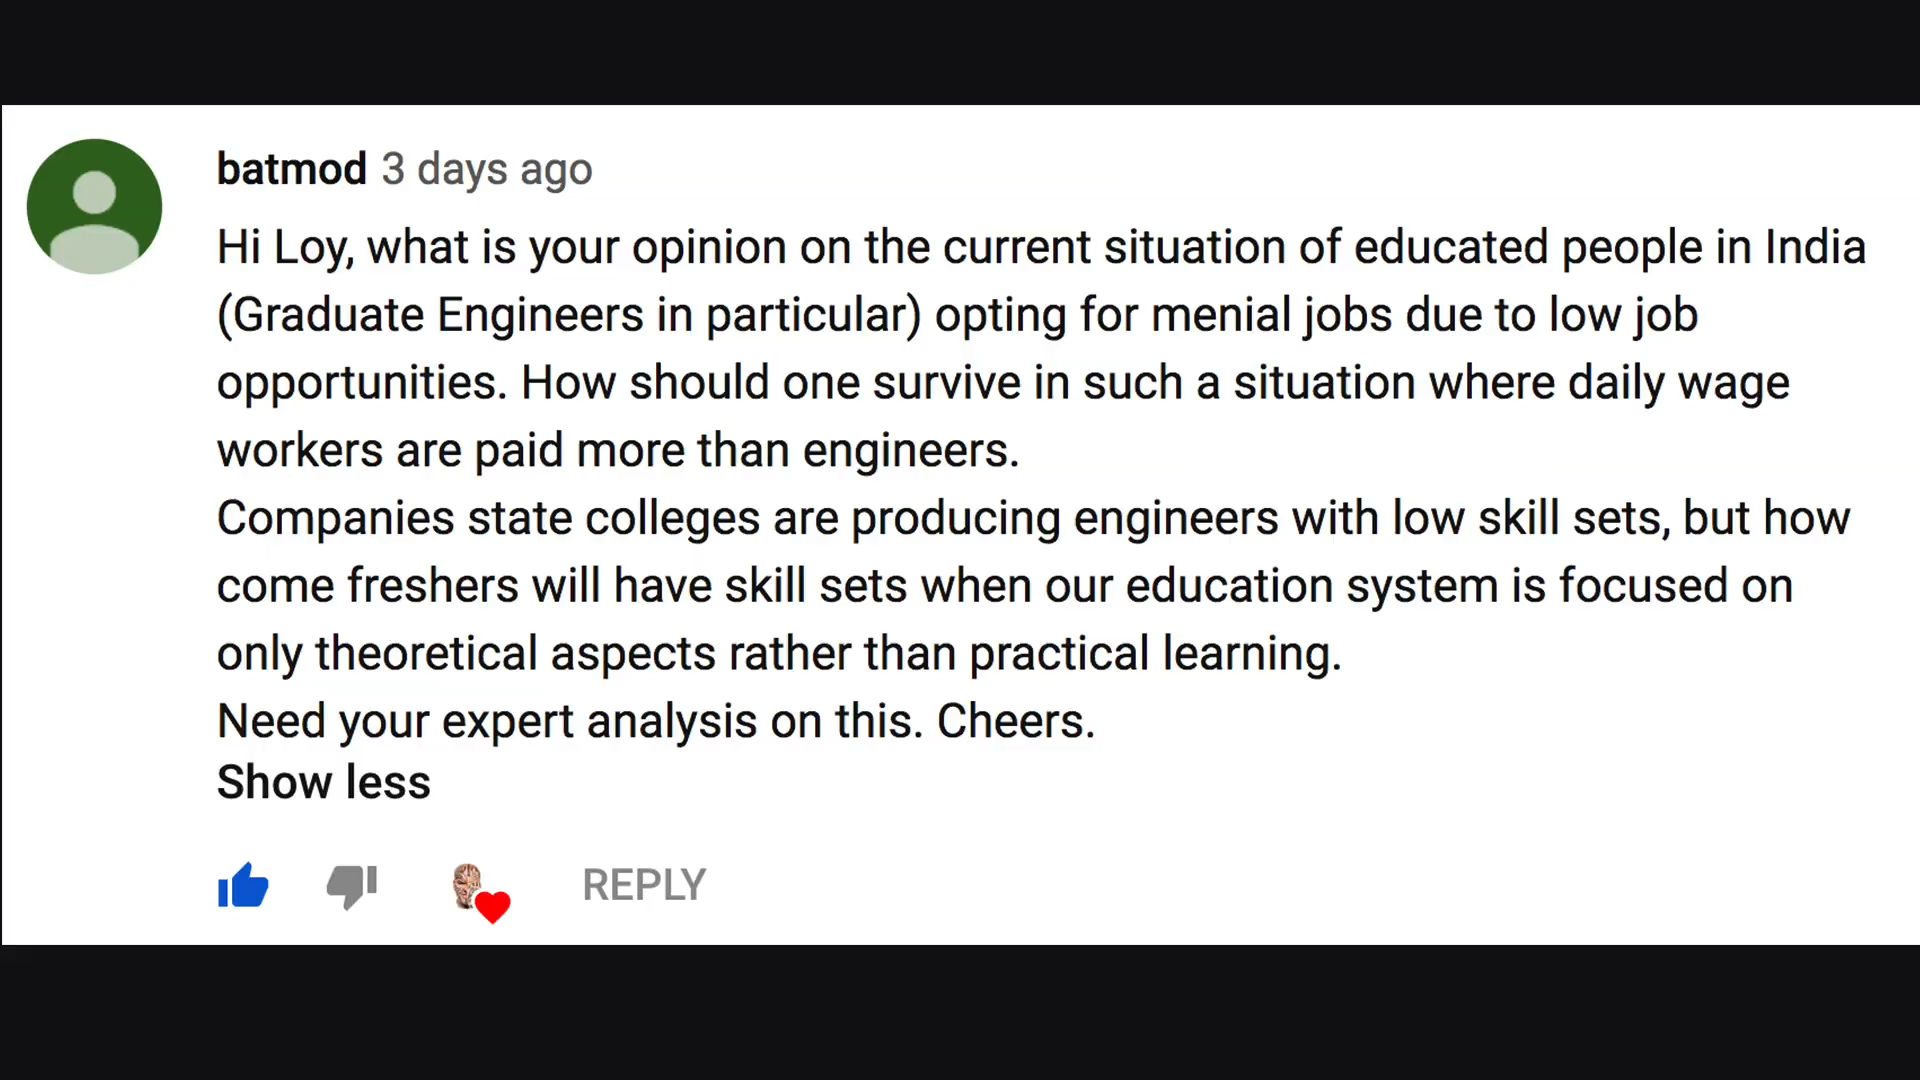 batmod 3 days ago
Hi Loy, what is your opinion on the current situation of educated people in India
(Graduate Engineers in particular) opting for menial jobs due to low job
opportunities. How should one survive in such a situation where daily wage
workers are paid more than engineers.
Companies state colleges are producing engineers with low skill sets, but how
come freshers will have skill sets when our education system is focused on
only theoretical aspects rather than practical learning.
Need your expert analysis on this. Cheers.
Show less
REPLY